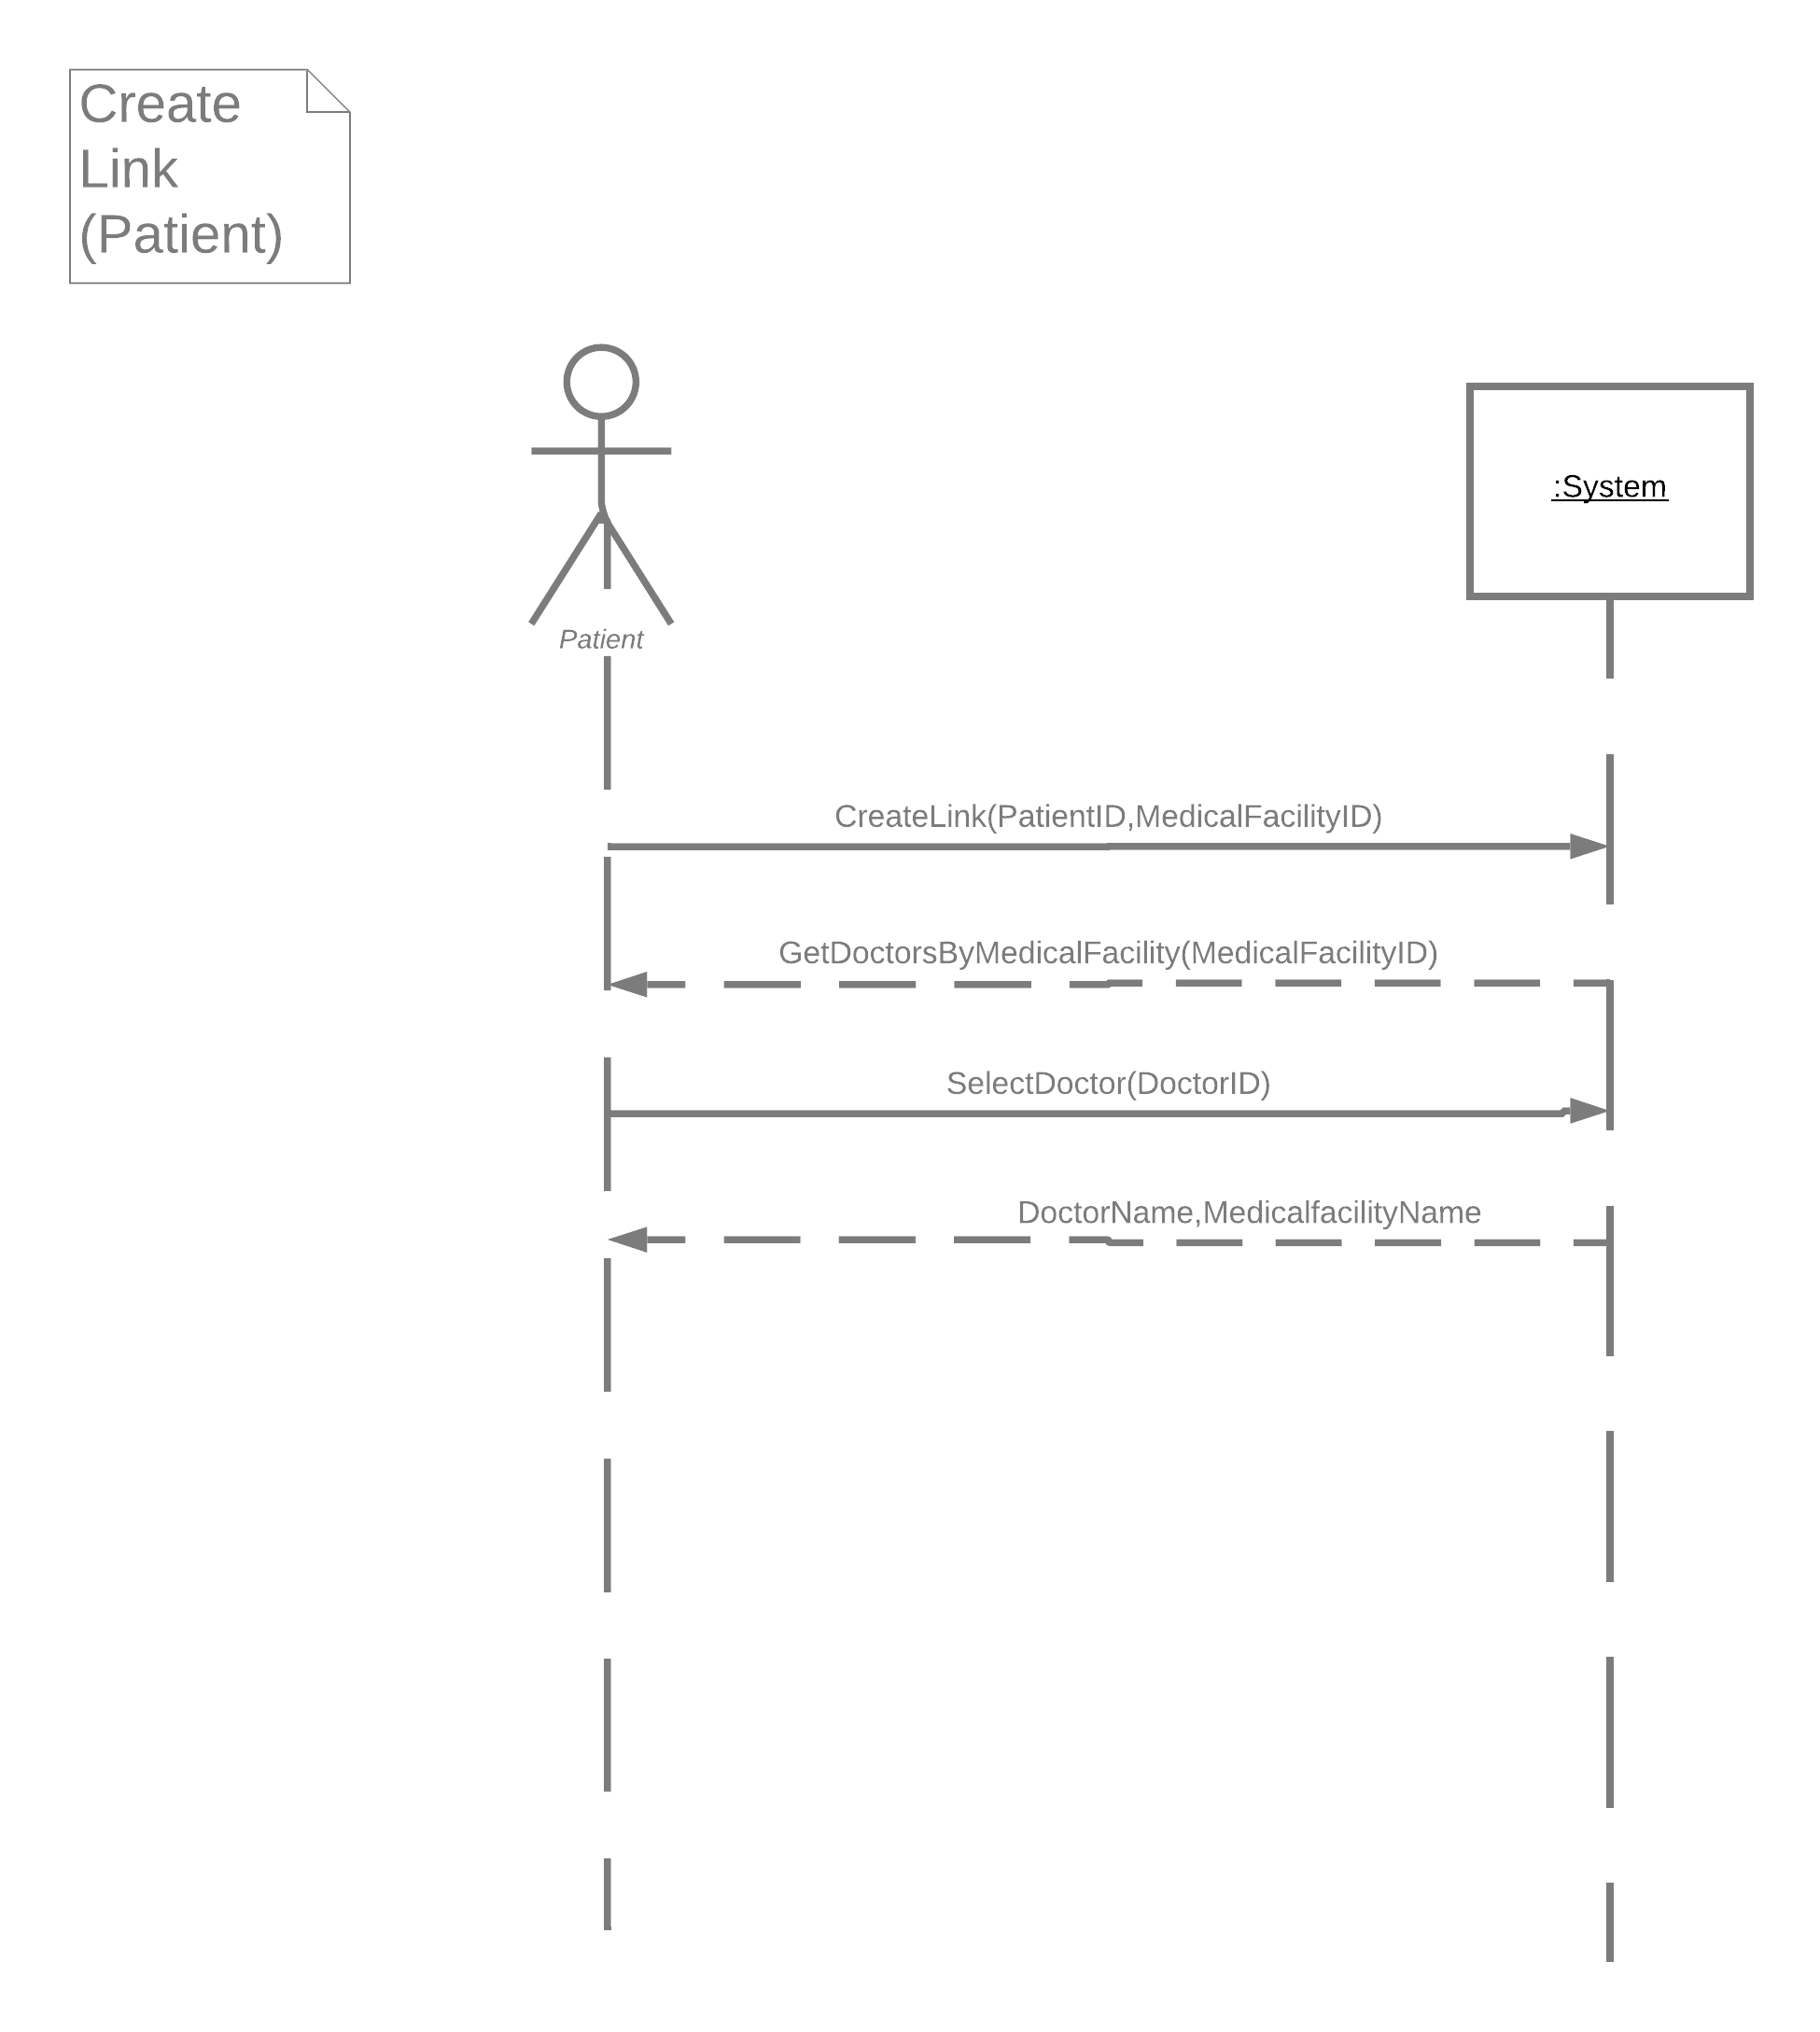 Create
Link
(Patient)
:System
Patient
CreateLink(PatientID,MedicalFacilityID)
GetDoctorsByMedicalFacility(MedicalFacilityID)
SelectDoctor(DoctorID)
DoctorName,MedicalfacilityName